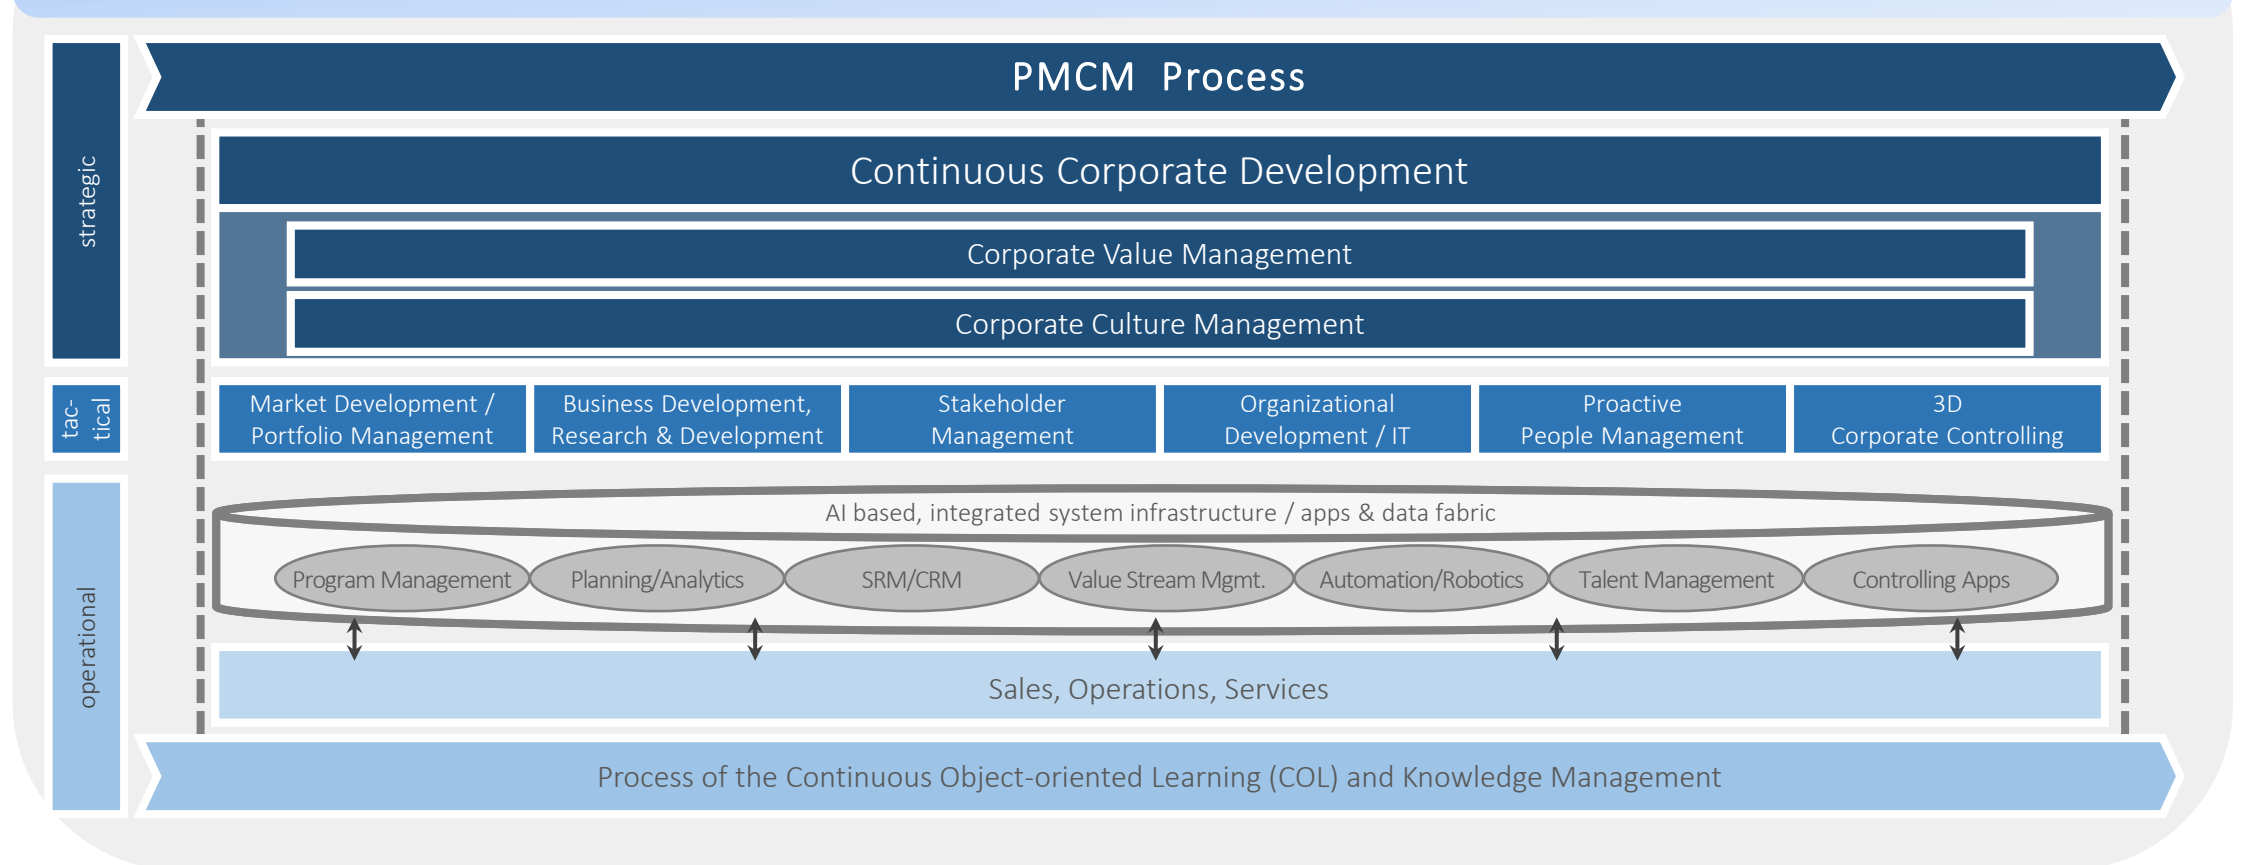 PMCM Process
strategic
Continuous Corporate Development
Corporate Value Management
Corporate Culture Management
tac-
tical
Market Development /
Portfolio Management
Business Development,
Research & Development
Stakeholder
Management
Organizational
Development / IT
Proactive
People Management
3D
Corporate Controlling
operational
AI based, integrated system infrastructure / apps & data fabric
Program Management
Planning/Analytics
SRM/CRM
Value Stream Mgmt.
Automation/Robotics
Talent Management
Controlling Apps
Sales, Operations, Services
Process of the Continuous Object-oriented Learning (COL) and Knowledge Management